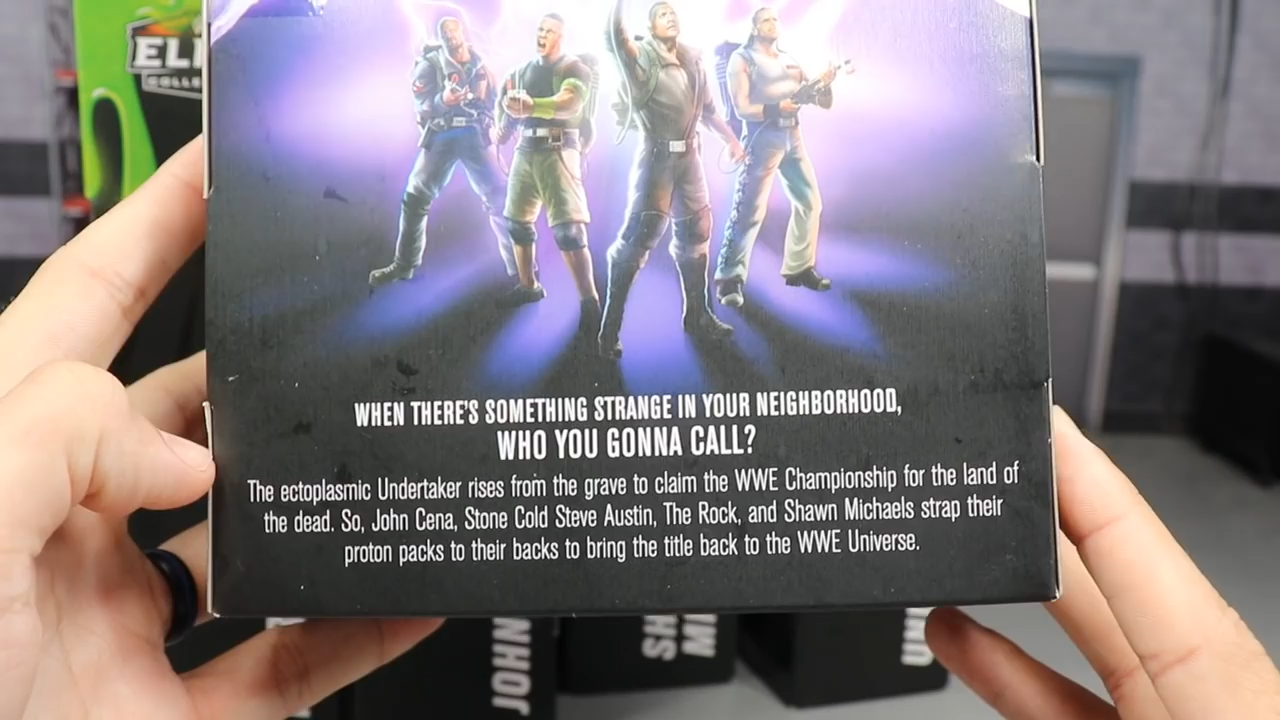 WHEN THERE'S SOMETHING STRANGE IN YOUR NEIGHBORHOOD,
WHO YOU GONNA CALL?
The ectoplasmic Undertaker rises from the grave to claim the WWE Championship for the land of
the dead. So, John Cena, Stone Cold Steve Austin, The Rock, and Shawn Michaels strap their
proton packs to their backs to bring the title back to the WWE Universe.
JOHN